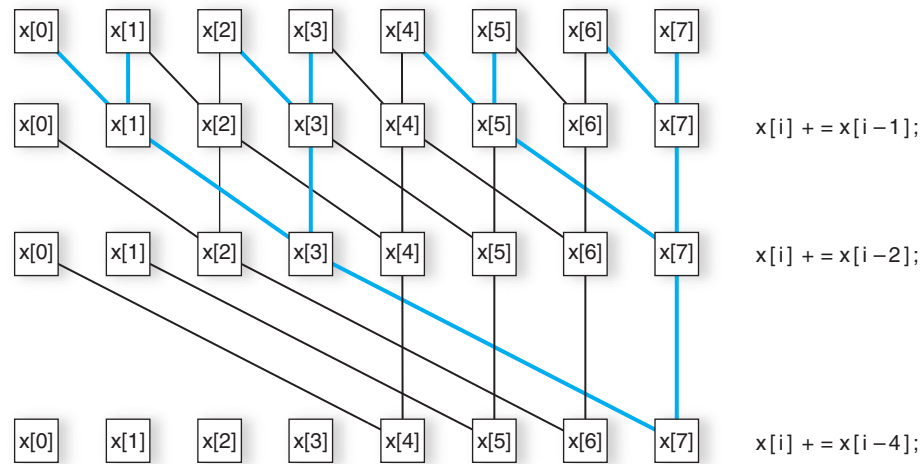 x[0] x[1] x[2] x[3] x[4] x[5] x[6] x[7]
x[0] x[1] x[2] x[3] x[4] x[5] x[6] x[7] x[i] += x[i-1];
x[0] x[1] x[2] x[3] x[4] x[5] x[6] x[7] x[i] += x[i-2];
x[0] x[1] x[2] x[3] x[4] x[5] x[6] x[7] x[i] += x[i-4];